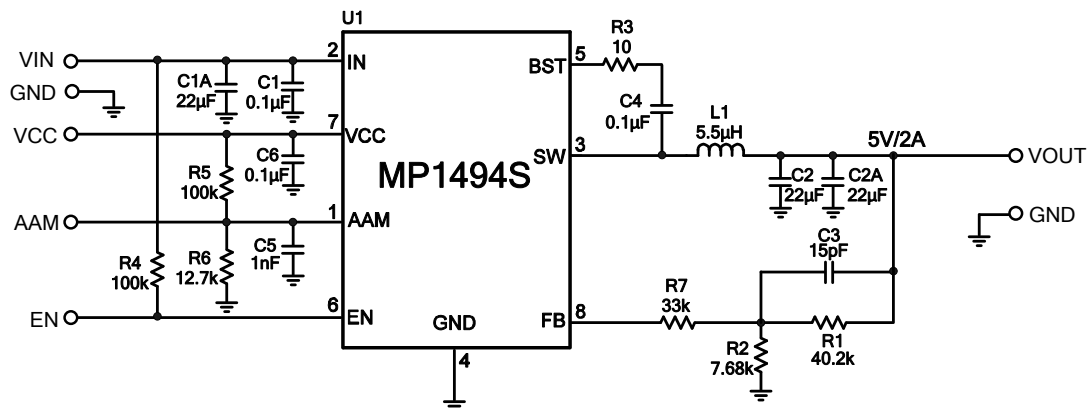 U1
VIN
2
IN
C1A
22µF
C1
0.1µF
GND
VCC
7
VCC
R5
100k
C6
0.1µF
AAM
1
AAM
R4
100k
R6
12.7k
C5
1nF
EN
6
EN
MP1494S
GND
4
BST
5
R3
10
C4
0.1µF
SW
3
L1
5.5µH
5V/2A
VOUT
C2
22µF
C2A
22µF
GND
C3
15pF
FB
8
R7
33k
R2
7.68k
R1
40.2k